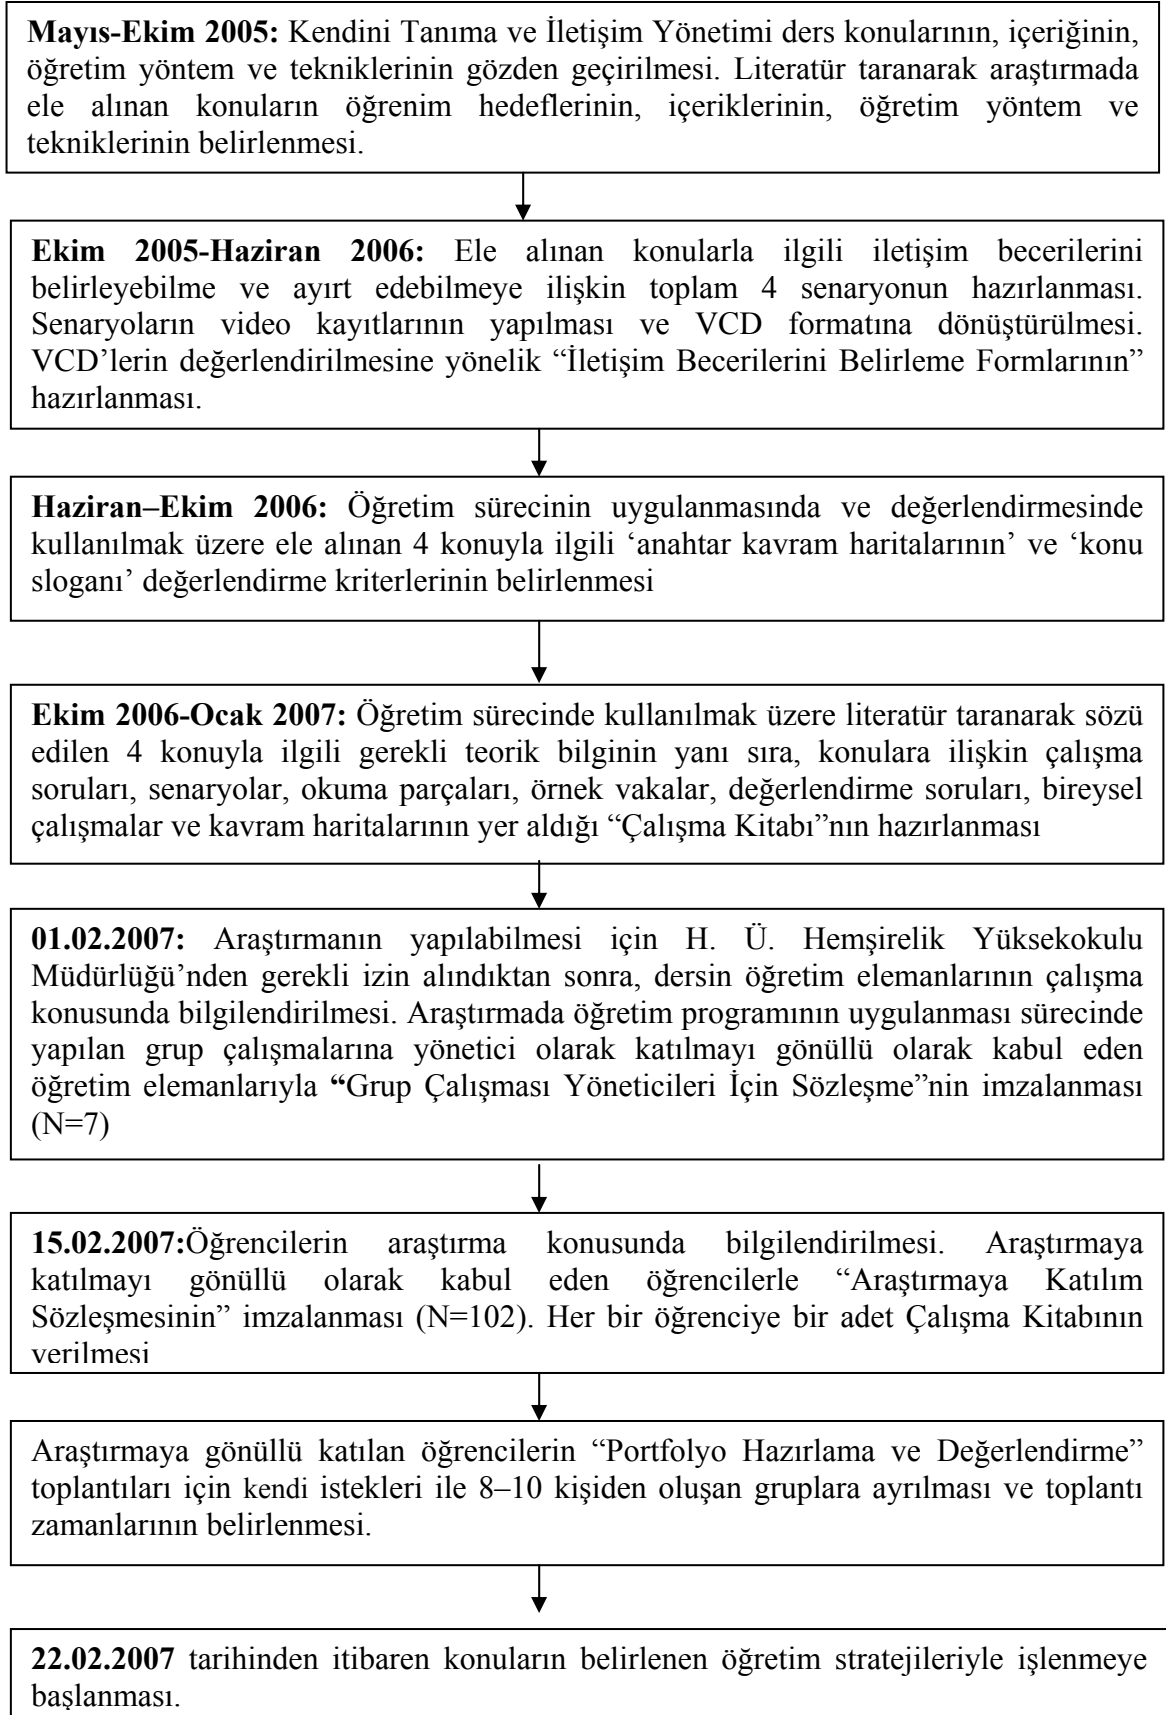 Mayıs-Ekim 2005: Kendini Tanıma ve İletişim Yönetimi ders konularının, içeriğinin,
öğretim yöntem ve tekniklerinin gözden geçirilmesi. Literatür taranarak araştırmada
ele alınan konuların öğrenim hedeflerinin, içeriklerinin, öğretim yöntem ve
tekniklerinin belirlenmesi.
Ekim 2005-Haziran 2006: Ele alınan konularla ilgili iletişim becerilerini
belirleyebilme ve ayırt edebilmeye ilişkin toplam 4 senaryonun hazırlanması.
Senaryoların video kayıtlarının yapılması ve VCD formatına dönüştürülmesi.
VCD’lerin değerlendirilmesine yönelik “İletişim Becerilerini Belirleme Formlarının”
hazırlanması.
Haziran–Ekim 2006: Öğretim sürecinin uygulanmasında ve değerlendirmesinde
kullanılmak üzere ele alınan 4 konuyla ilgili ‘anahtar kavram haritalarının’ ve ‘konu
sloganı’ değerlendirme kriterlerinin belirlenmesi
Ekim 2006-Ocak 2007: Öğretim sürecinde kullanılmak üzere literatür taranarak sözü
edilen 4 konuyla ilgili gerekli teorik bilginin yanı sıra, konulara ilişkin çalışma
soruları, senaryolar, okuma parçaları, örnek vakalar, değerlendirme soruları, bireysel
çalışmalar ve kavram haritalarının yer aldığı “Çalışma Kitabı”nın hazırlanması
01.02.2007: Araştırmanın yapılabilmesi için H. Ü. Hemşirelik Yüksekokulu
Müdürlüğü’nden gerekli izin alındıktan sonra, dersin öğretim elemanlarının çalışma
konusunda bilgilendirilmesi. Araştırmada öğretim programının uygulanması sürecinde
yapılan grup çalışmalarına yönetici olarak katılmayı gönüllü olarak kabul eden
öğretim elemanlarıyla “Grup Çalışması Yöneticileri İçin Sözleşme”nin imzalanması
(N=7)
15.02.2007:Öğrencilerin araştırma konusunda bilgilendirilmesi. Araştırmaya
katılmayı gönüllü olarak kabul eden öğrencilerle “Araştırmaya Katılım
Sözleşmesinin” imzalanması (N=102). Her bir öğrenciye bir adet Çalışma Kitabının
verilmesi
Araştırmaya gönüllü katılan öğrencilerin “Portfolyo Hazırlama ve Değerlendirme”
toplantıları için kendi istekleri ile 8–10 kişiden oluşan gruplara ayrılması ve toplantı
zamanlarının belirlenmesi.
22.02.2007 tarihinden itibaren konuların belirlenen öğretim stratejileriyle işlenmeye
başlanması.